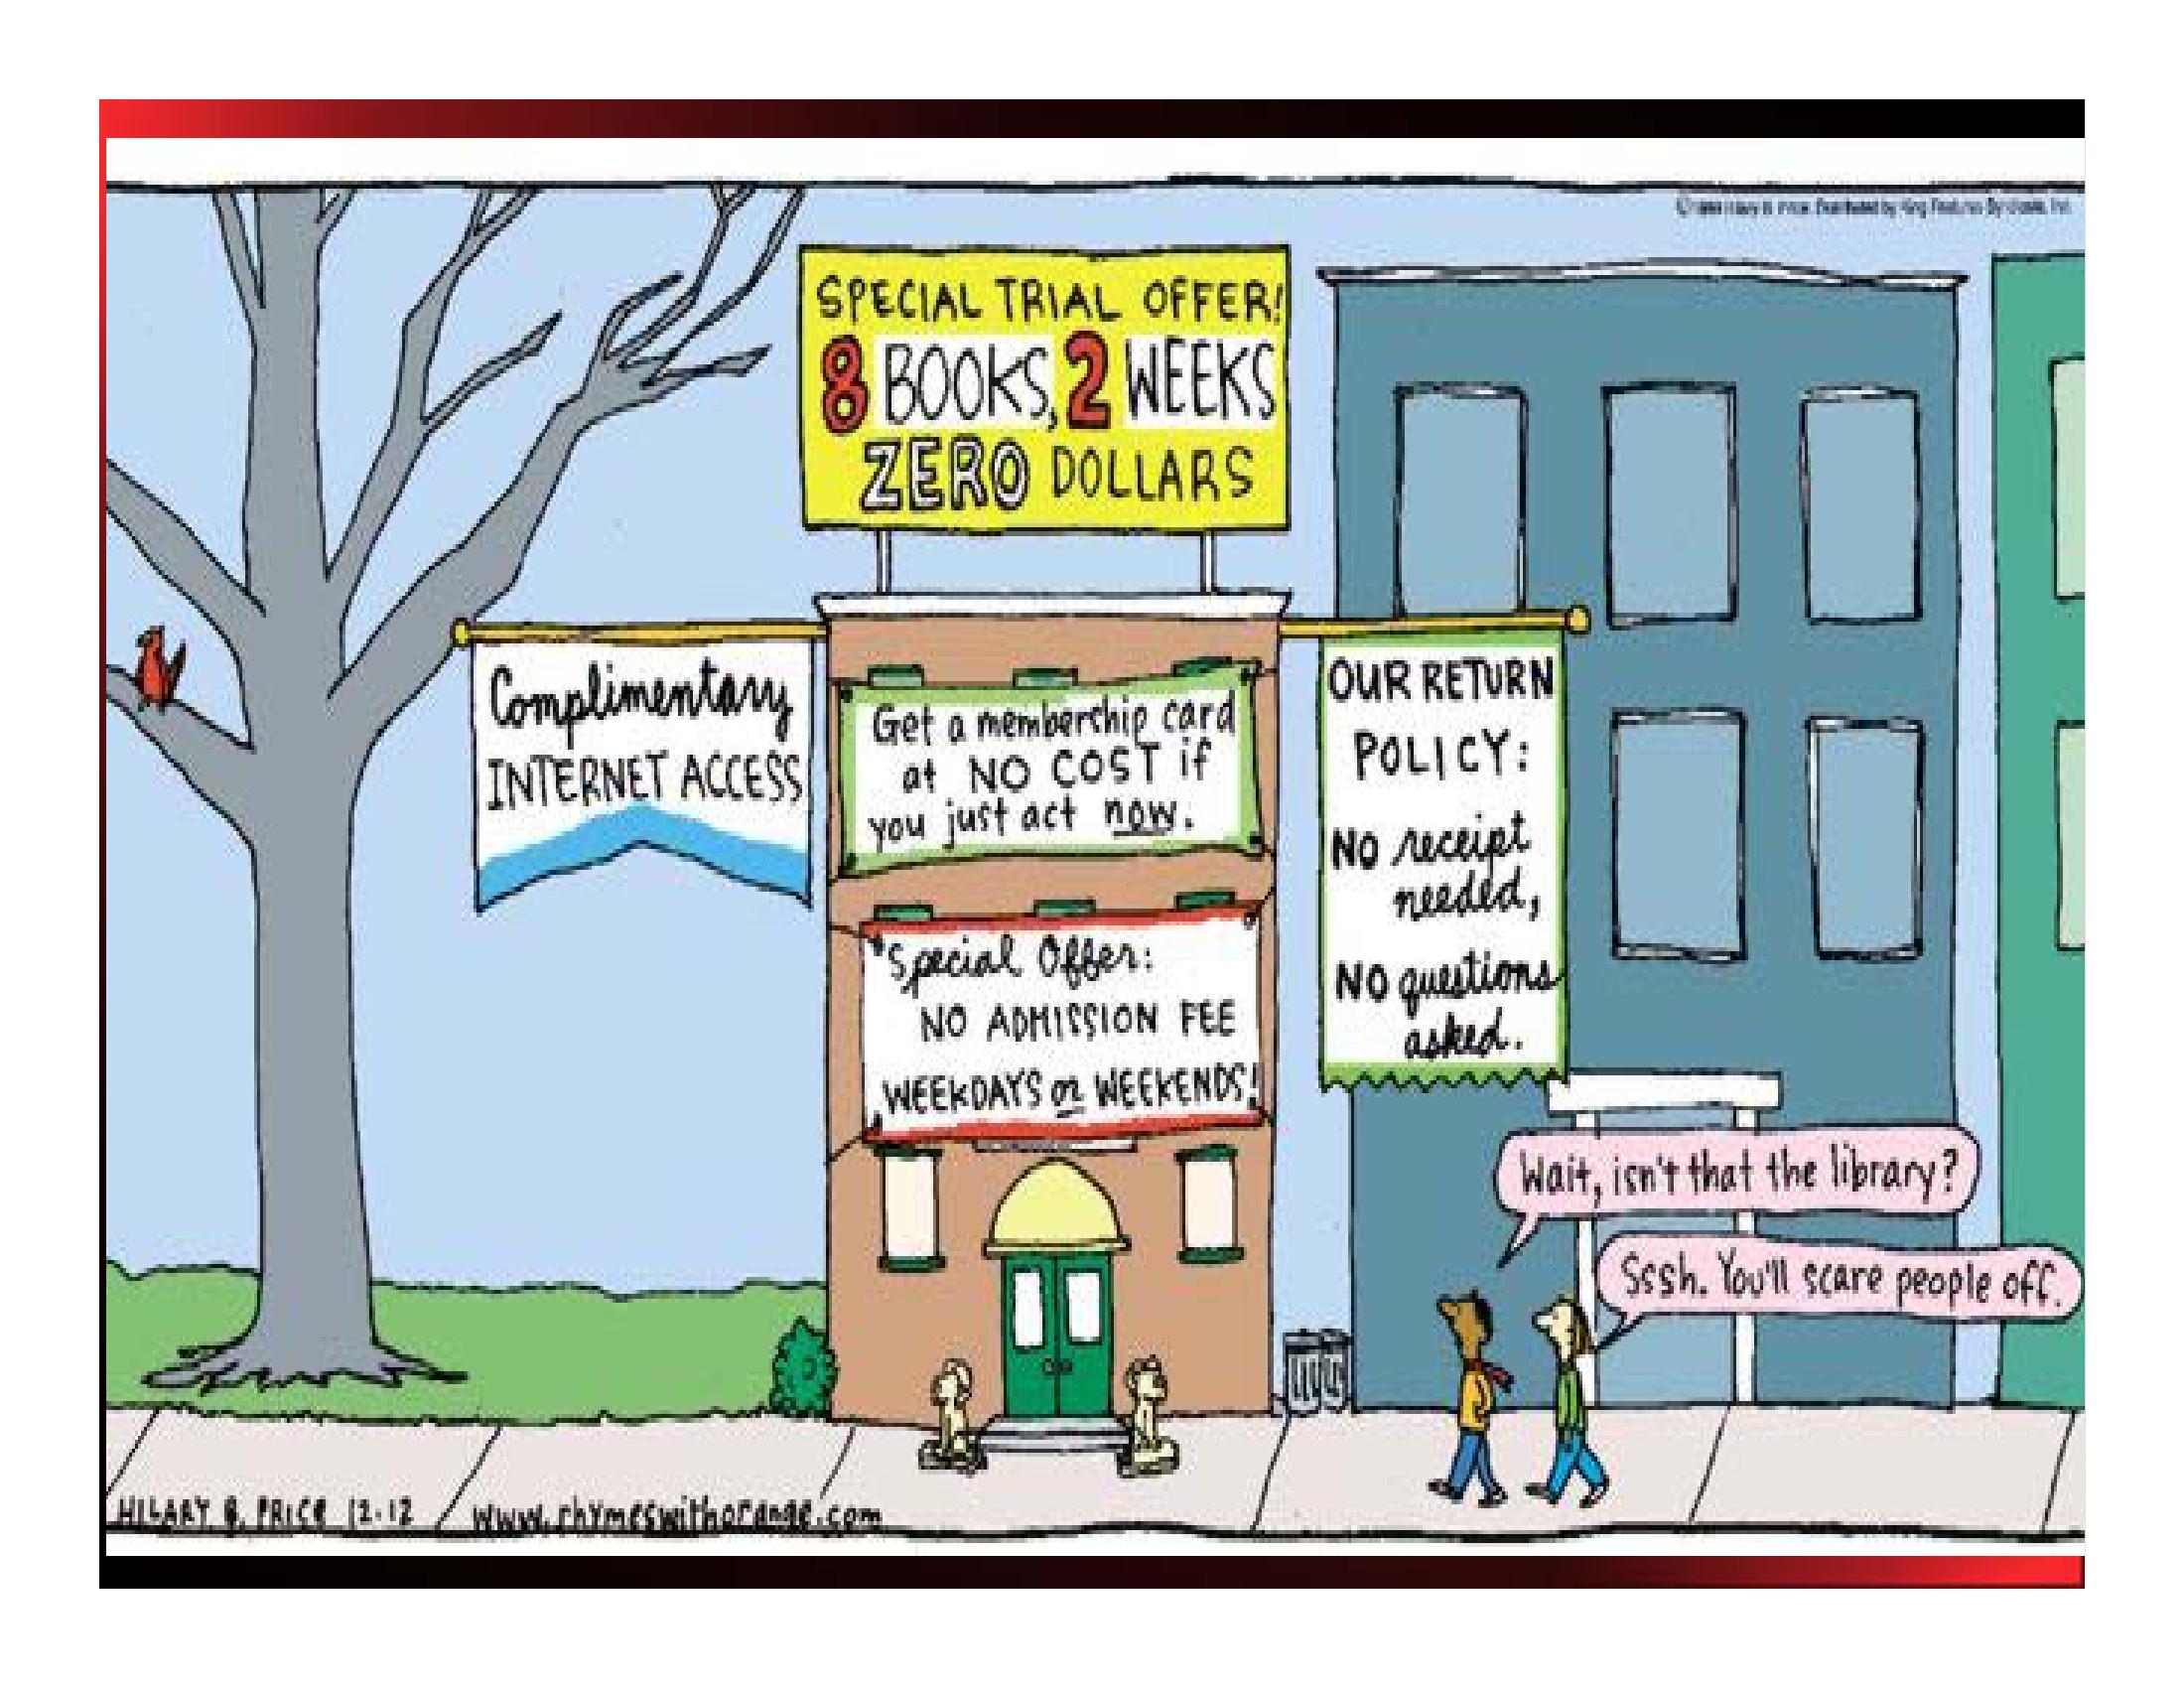 SPECIAL TRIAL OFFER!
8 BOOKS, 2 WEEKS
ZERO DOLLARS
Complimentary
INTERNET ACCESS
Get a membership card
at NO COST if
you just act now.
Special Offer:
NO ADMISSION FEE
WEEKDAYS or WEEKENDS!
OUR RETURN
POLICY:
NO receipt
needed,
NO questions
asked.
Wait, isn't that the library?
Sssh. You'll scare people off.
HILARY B. PRICE 12.12
www.rhymeswithorange.com